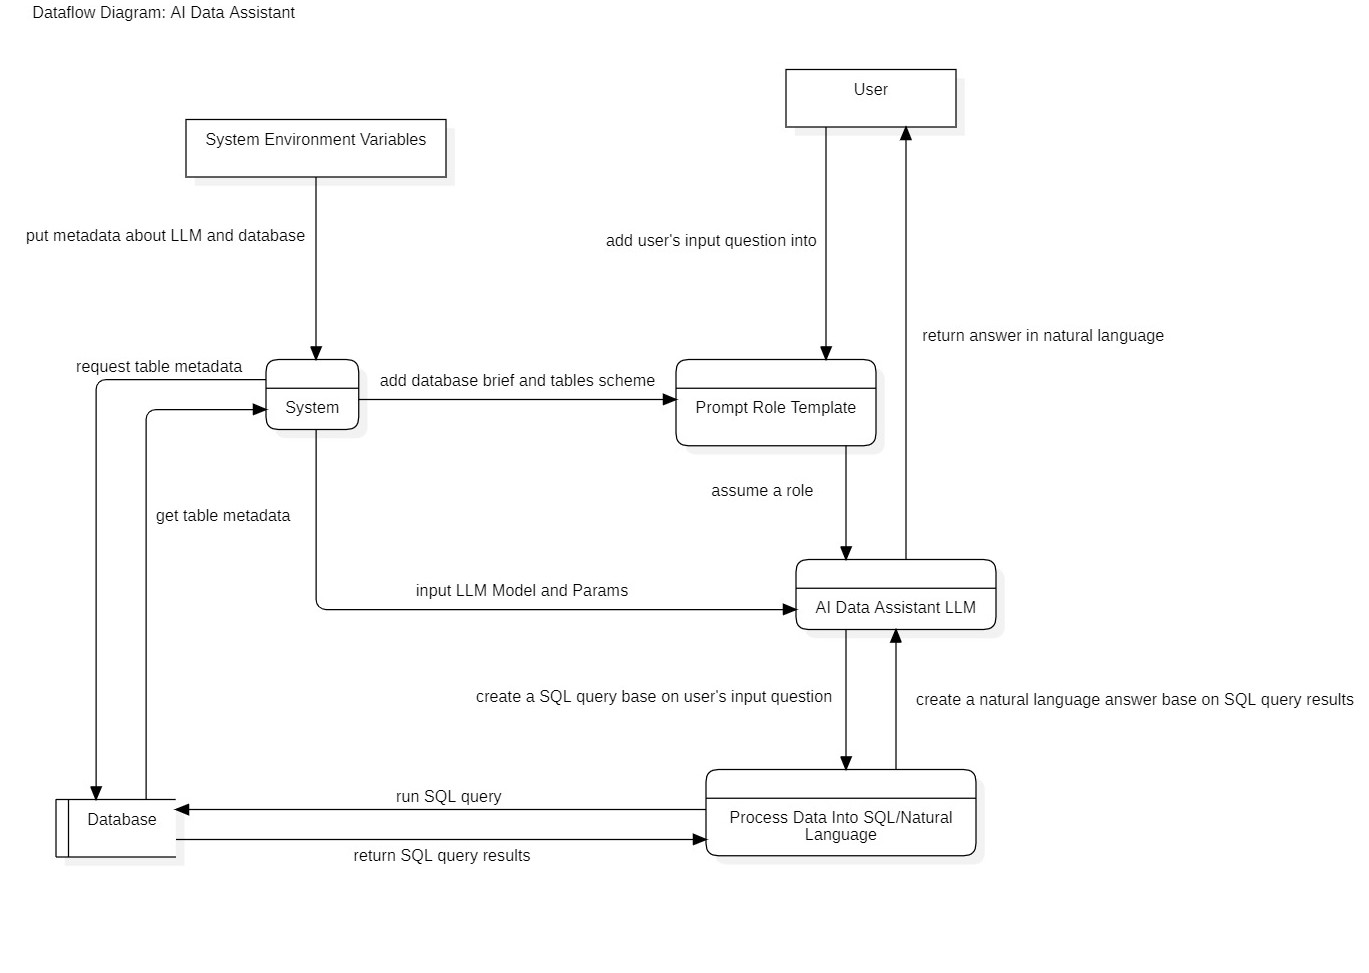 Dataflow Diagram: AI Data Assistant
User
System Environment Variables
put metadata about LLM and database
add user's input question into
return answer in natural language
request table metadata
add database brief and tables scheme
System
Prompt Role Template
assume a role
get table metadata
input LLM Model and Params
AI Data Assistant LLM
create a SQL query base on user's input question
create a natural language answer base on SQL query results
run SQL query
Database
Process Data Into SQL/Natural
Language
return SQL query results